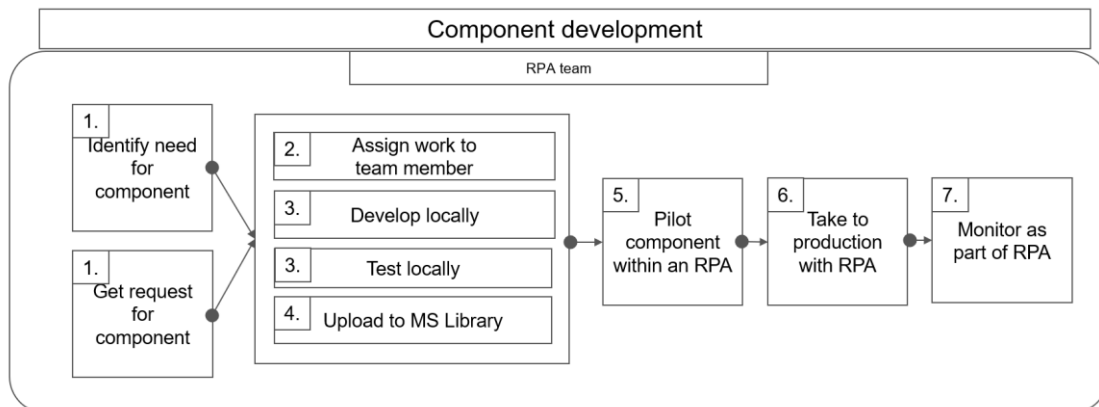 Component development
RPA team
1.
Identify need
for
component
1.
Get request
for
component
2.
Assign work to
team member
3.
Develop locally
3.
Test locally
4.
Upload to MS Library
5.
Pilot
component
within an RPA
6.
Take to
production
with RPA
7.
Monitor as
part of RPA